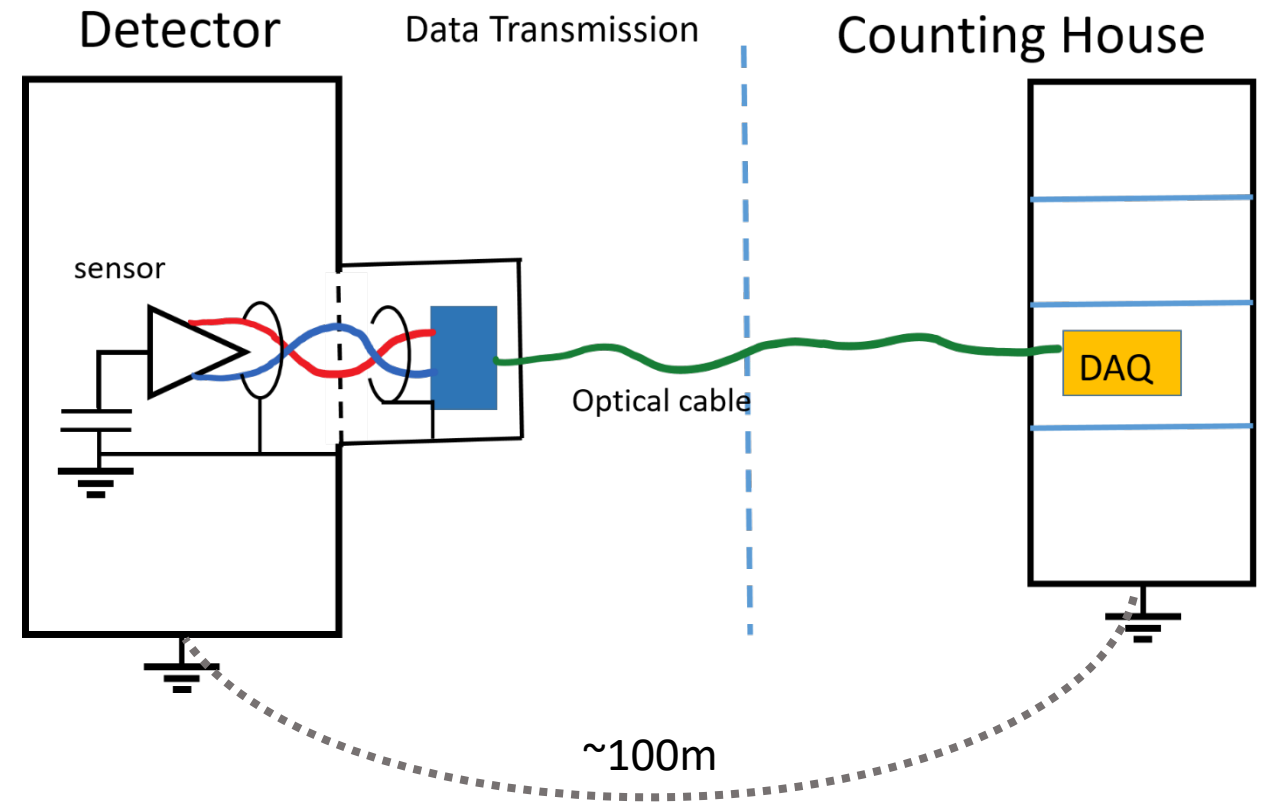 Detector
Data Transmission
Counting House
sensor
DAQ
Optical cable
~100m